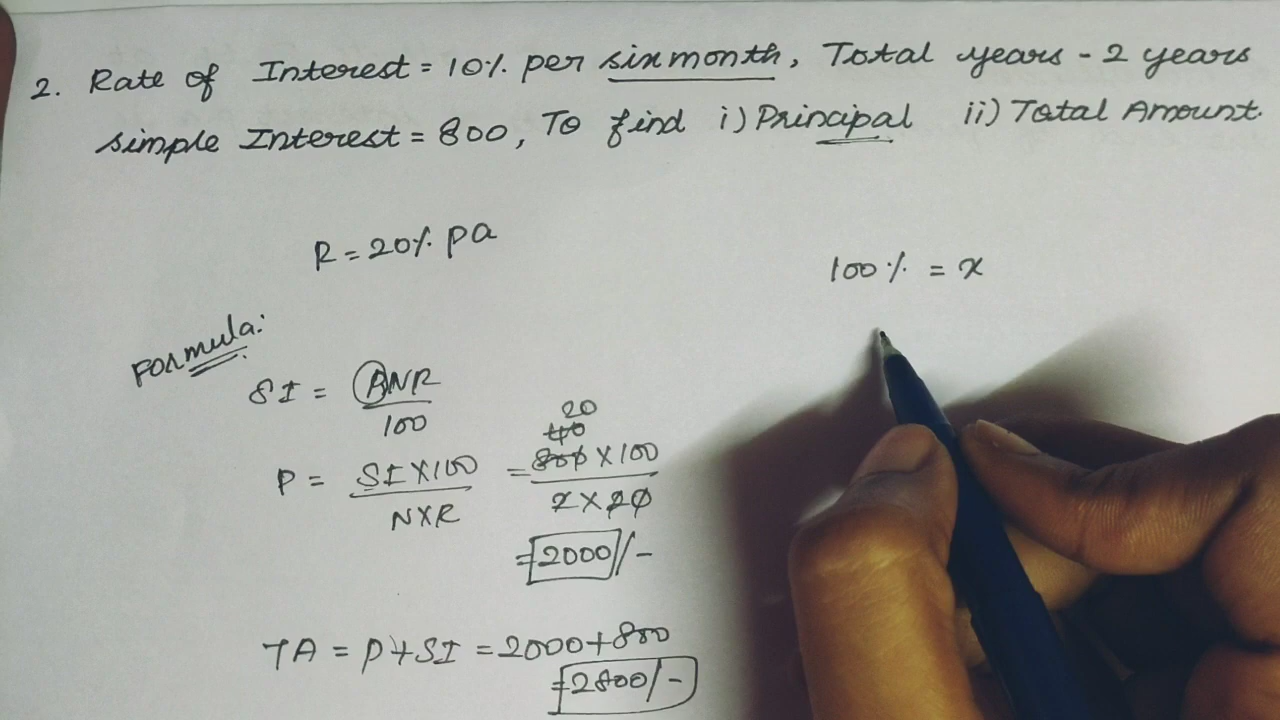 2. Rate of Interest = 10% per six month, Total years - 2 years
simple Interest = 800, To find i) Principal ii) Total Amount.
R = 20% pa
100% = x
Formula:
SI = PNR
100
20
40
P = SI X 100 = 800 X 100
N X R 2 X 20
= 2000/-
TA = P + SI = 2000 + 800
= 2800/-